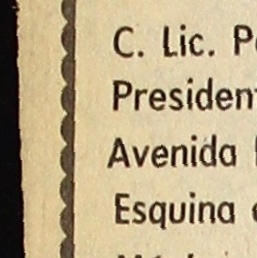 C. Lic. P
Presiden
Avenida
Esquina